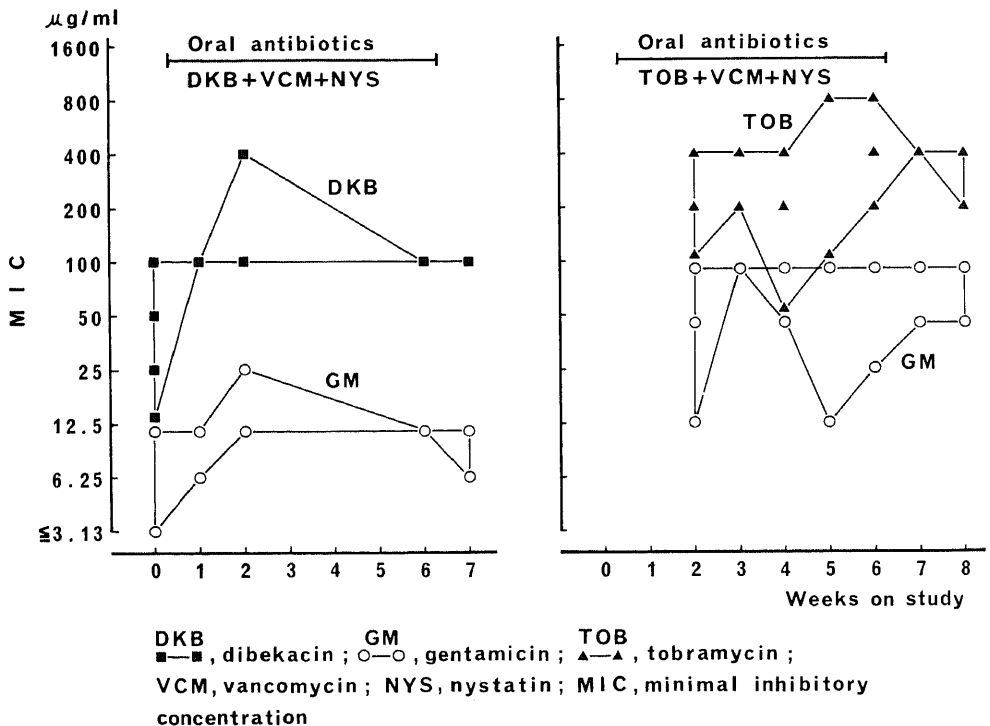 μg/ml
1600
800
400
200
100
50
25
12.5
6.25
≦3.13
MIC
Oral antibiotics
DKB+VCM+NYS
DKB
GM
0 1 2 3 4 5 6 7
Oral antibiotics
TOB+VCM+NYS
TOB
GM
0 1 2 3 4 5 6 7 8
Weeks on study
DKB GM TOB
■—■, dibekacin ; ○—○, gentamicin ; ▲—▲, tobramycin ;
VCM, vancomycin ; NYS, nystatin ; MIC, minimal inhibitory
concentration